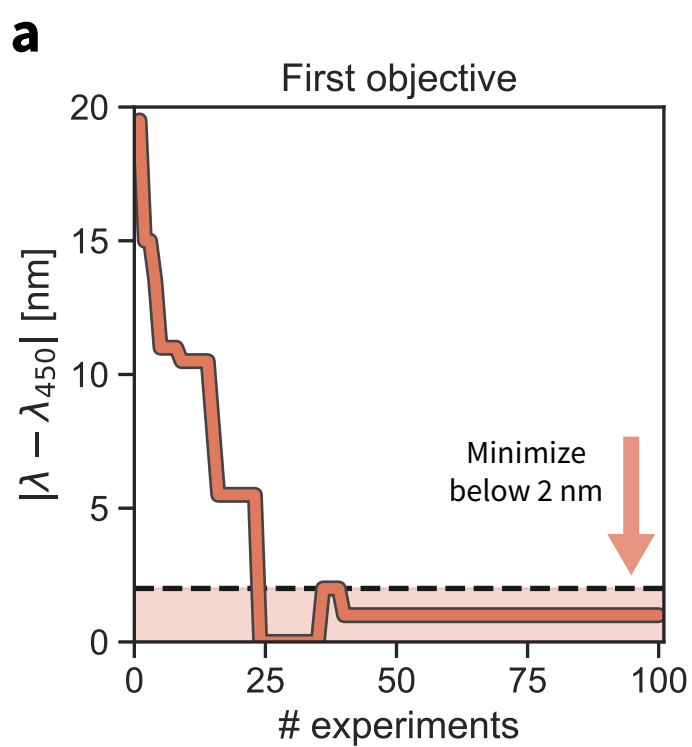 a
First objective
20
15
10
5
0
|λ − λ450| [nm]
Minimize
below 2 nm
0 25 50 75 100
# experiments